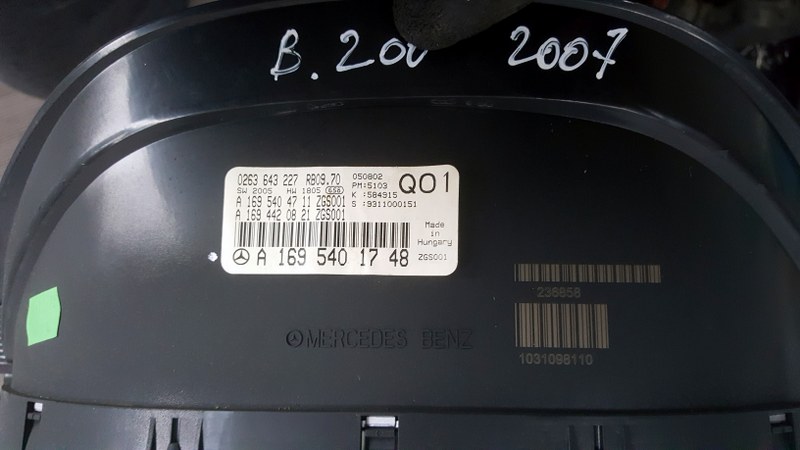 B.200 2007
0263 643 227 RB09.70
SW 2005 HW 1805 GSG
A 169 540 47 11 ZGS001
A 169 442 08 21 ZGS001
050802
PM:5103
K :584915
S :9311000151
Q01
Made
in
Hungary
A 169 540 17 48 ZGS001
236858
MERCEDES BENZ
1031098110